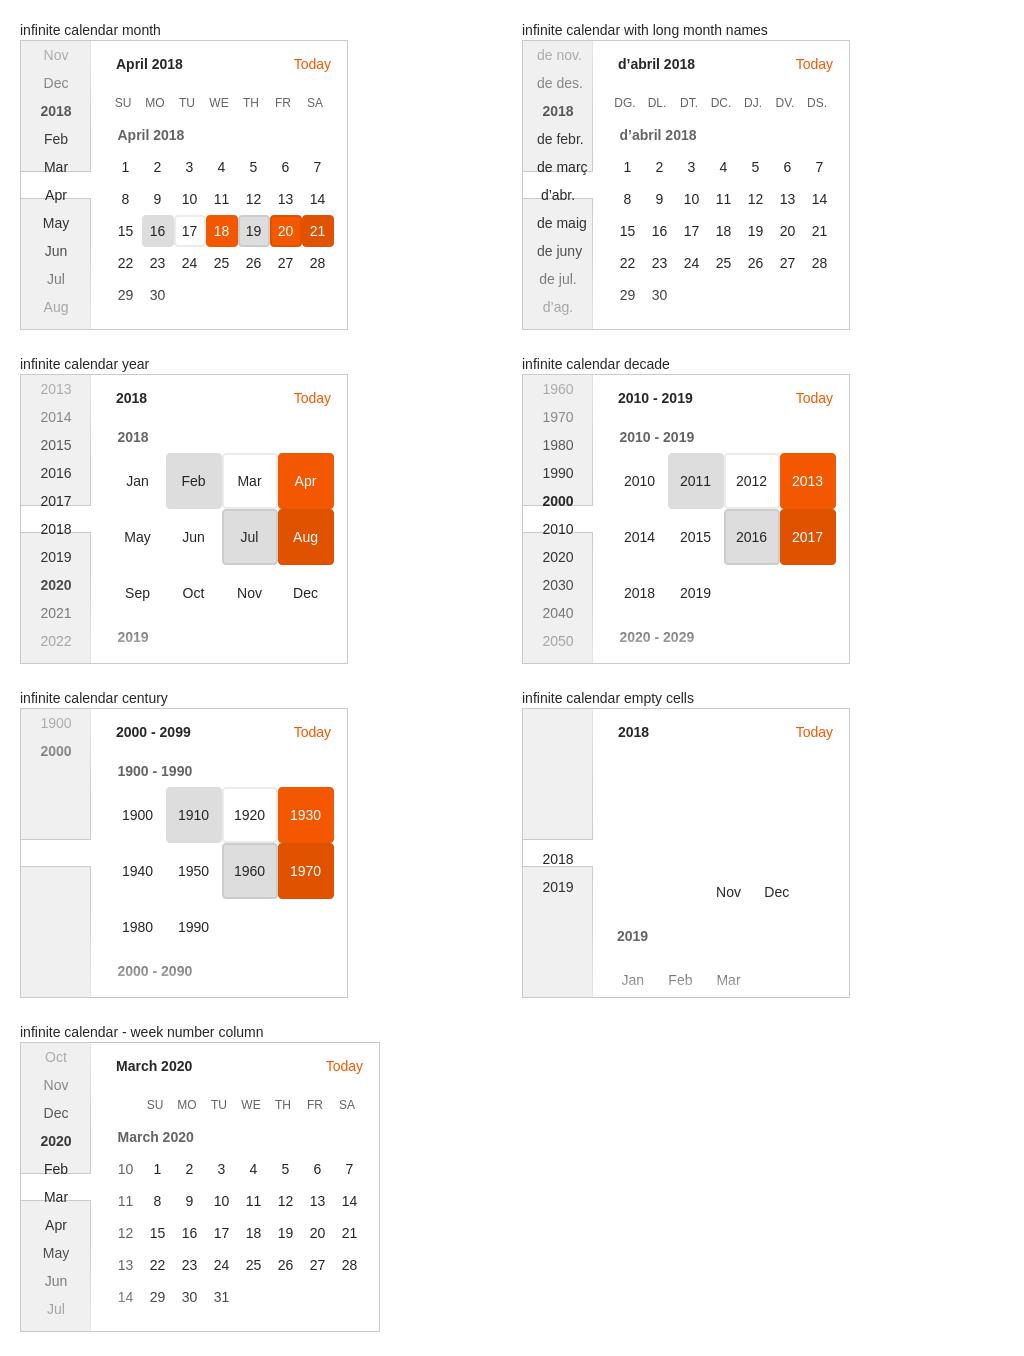 infinite calendar month
Nov
Dec
2018
Feb
Mar
Apr
May
Jun
Jul
Aug
April 2018 Today
SU MO TU WE TH FR SA
April 2018
1 2 3 4 5 6 7
8 9 10 11 12 13 14
15 16 17 18 19 20 21
22 23 24 25 26 27 28
29 30
infinite calendar with long month names
de nov.
de des.
2018
de febr.
de març
d’abr.
de maig
de juny
de jul.
d’ag.
d’abril 2018 Today
DG. DL. DT. DC. DJ. DV. DS.
d’abril 2018
1 2 3 4 5 6 7
8 9 10 11 12 13 14
15 16 17 18 19 20 21
22 23 24 25 26 27 28
29 30
infinite calendar year
2013
2014
2015
2016
2017
2018
2019
2020
2021
2022
2018 Today
2018
Jan Feb Mar Apr
May Jun Jul Aug
Sep Oct Nov Dec
2019
infinite calendar decade
1960
1970
1980
1990
2000
2010
2020
2030
2040
2050
2010 - 2019 Today
2010 - 2019
2010 2011 2012 2013
2014 2015 2016 2017
2018 2019
2020 - 2029
infinite calendar century
1900
2000
2000 - 2099 Today
1900 - 1990
1900 1910 1920 1930
1940 1950 1960 1970
1980 1990
2000 - 2090
infinite calendar empty cells
2018
2019
2018 Today
Nov Dec
2019
Jan Feb Mar
infinite calendar - week number column
Oct
Nov
Dec
2020
Feb
Mar
Apr
May
Jun
Jul
March 2020 Today
SU MO TU WE TH FR SA
March 2020
10 1 2 3 4 5 6 7
11 8 9 10 11 12 13 14
12 15 16 17 18 19 20 21
13 22 23 24 25 26 27 28
14 29 30 31